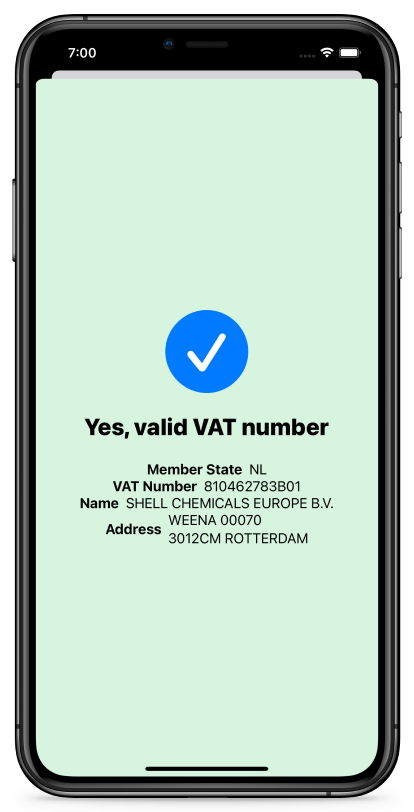 7:00
Yes, valid VAT number
Member State NL
VAT Number 810462783B01
Name SHELL CHEMICALS EUROPE B.V.
Address WEENA 00070
3012CM ROTTERDAM